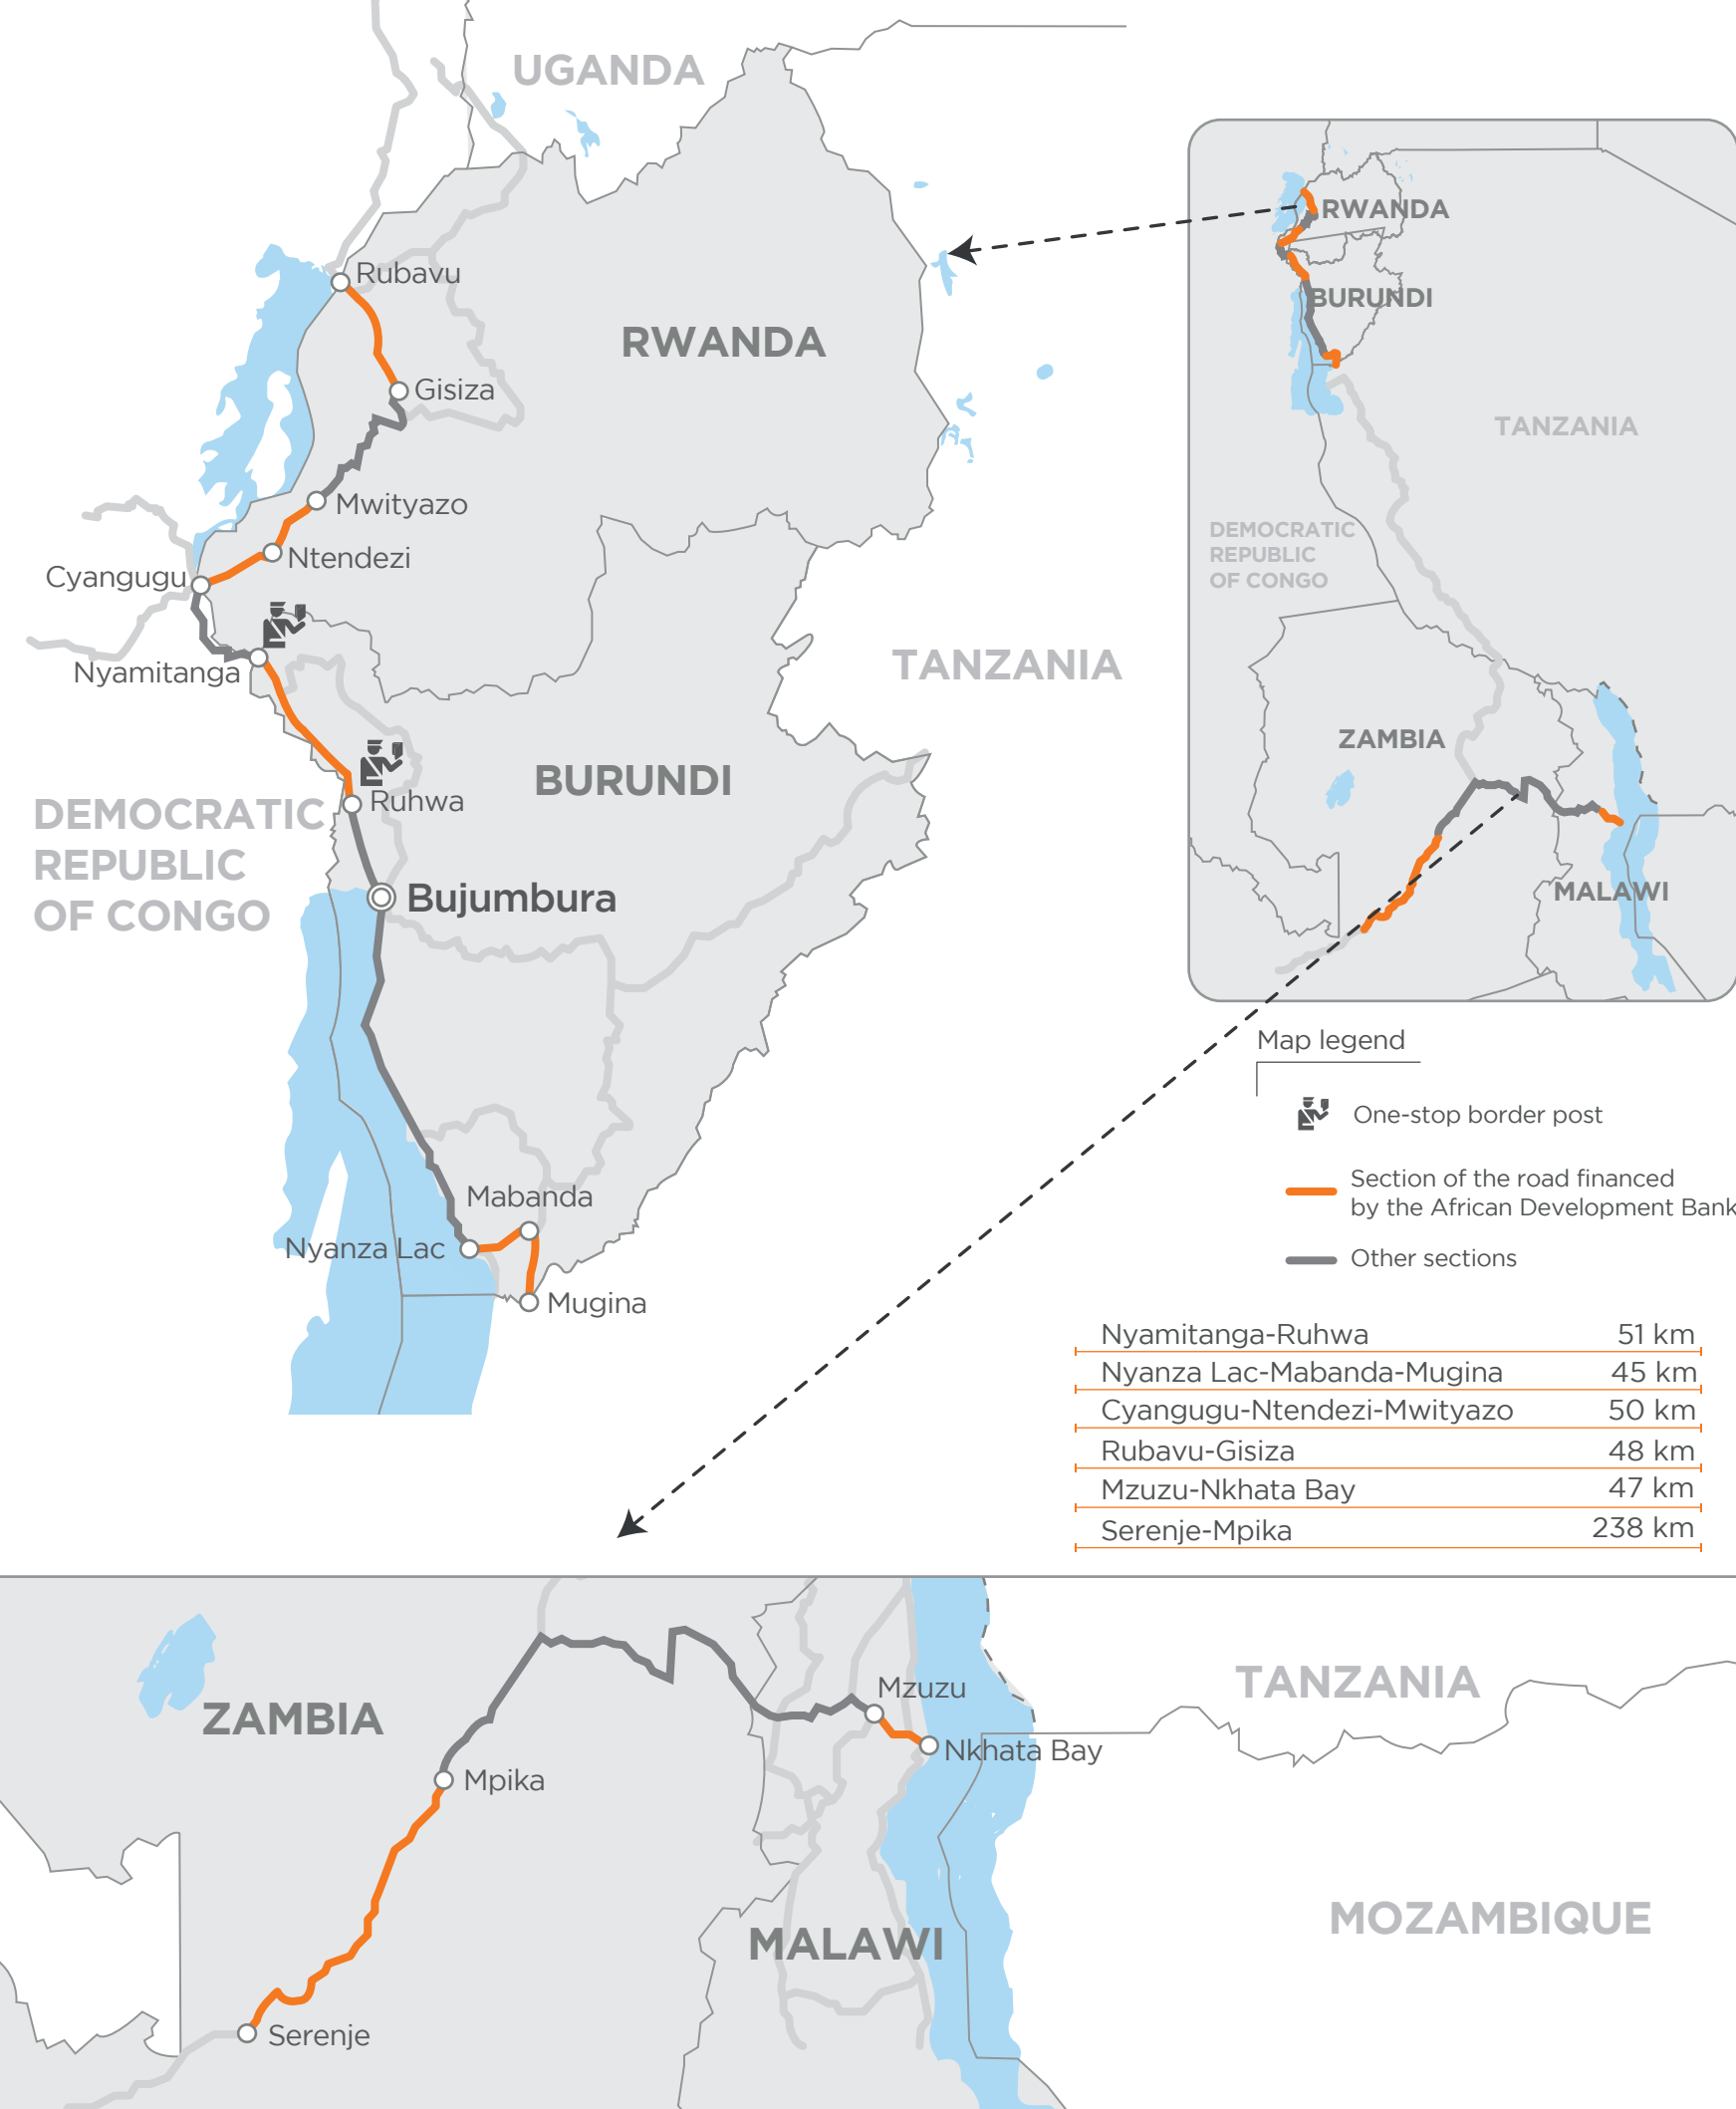 UGANDA
Rubavu
RWANDA
Gisiza
Mwityazo
Ntendezi
Cyangugu
Nyamitanga
TANZANIA
BURUNDI
Ruhwa
DEMOCRATIC
REPUBLIC
OF CONGO
Bujumbura
Mabanda
Nyanza Lac
Mugina
RWANDA
BURUNDI
TANZANIA
DEMOCRATIC
REPUBLIC
OF CONGO
ZAMBIA
MALAWI
Map legend
One-stop border post
Section of the road financed
by the African Development Bank
Other sections
Nyamitanga-Ruhwa 51 km
Nyanza Lac-Mabanda-Mugina 45 km
Cyangugu-Ntendezi-Mwityazo 50 km
Rubavu-Gisiza 48 km
Mzuzu-Nkhata Bay 47 km
Serenje-Mpika 238 km
ZAMBIA
Mzuzu
TANZANIA
Nkhata Bay
Mpika
MALAWI
MOZAMBIQUE
Serenje